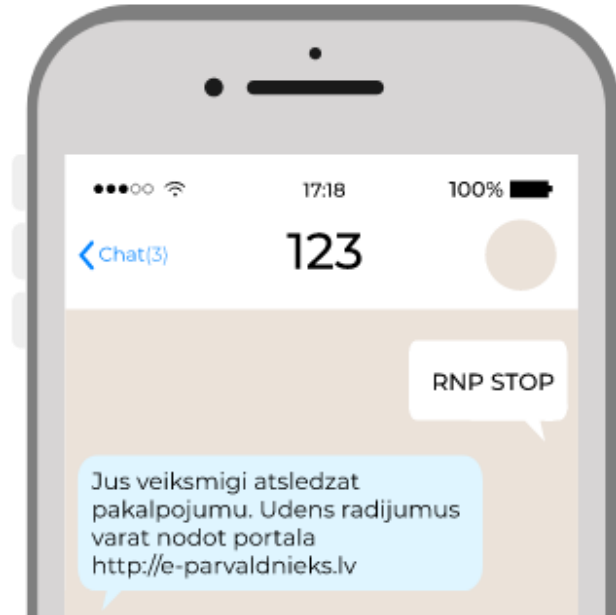 17:18
100%
Chat(3)
123
RNP STOP
Jus veiksmigi atsledzat
pakalpojumu. Udens radijumus
varat nodot portala
http://e-parvaldnieks.lv